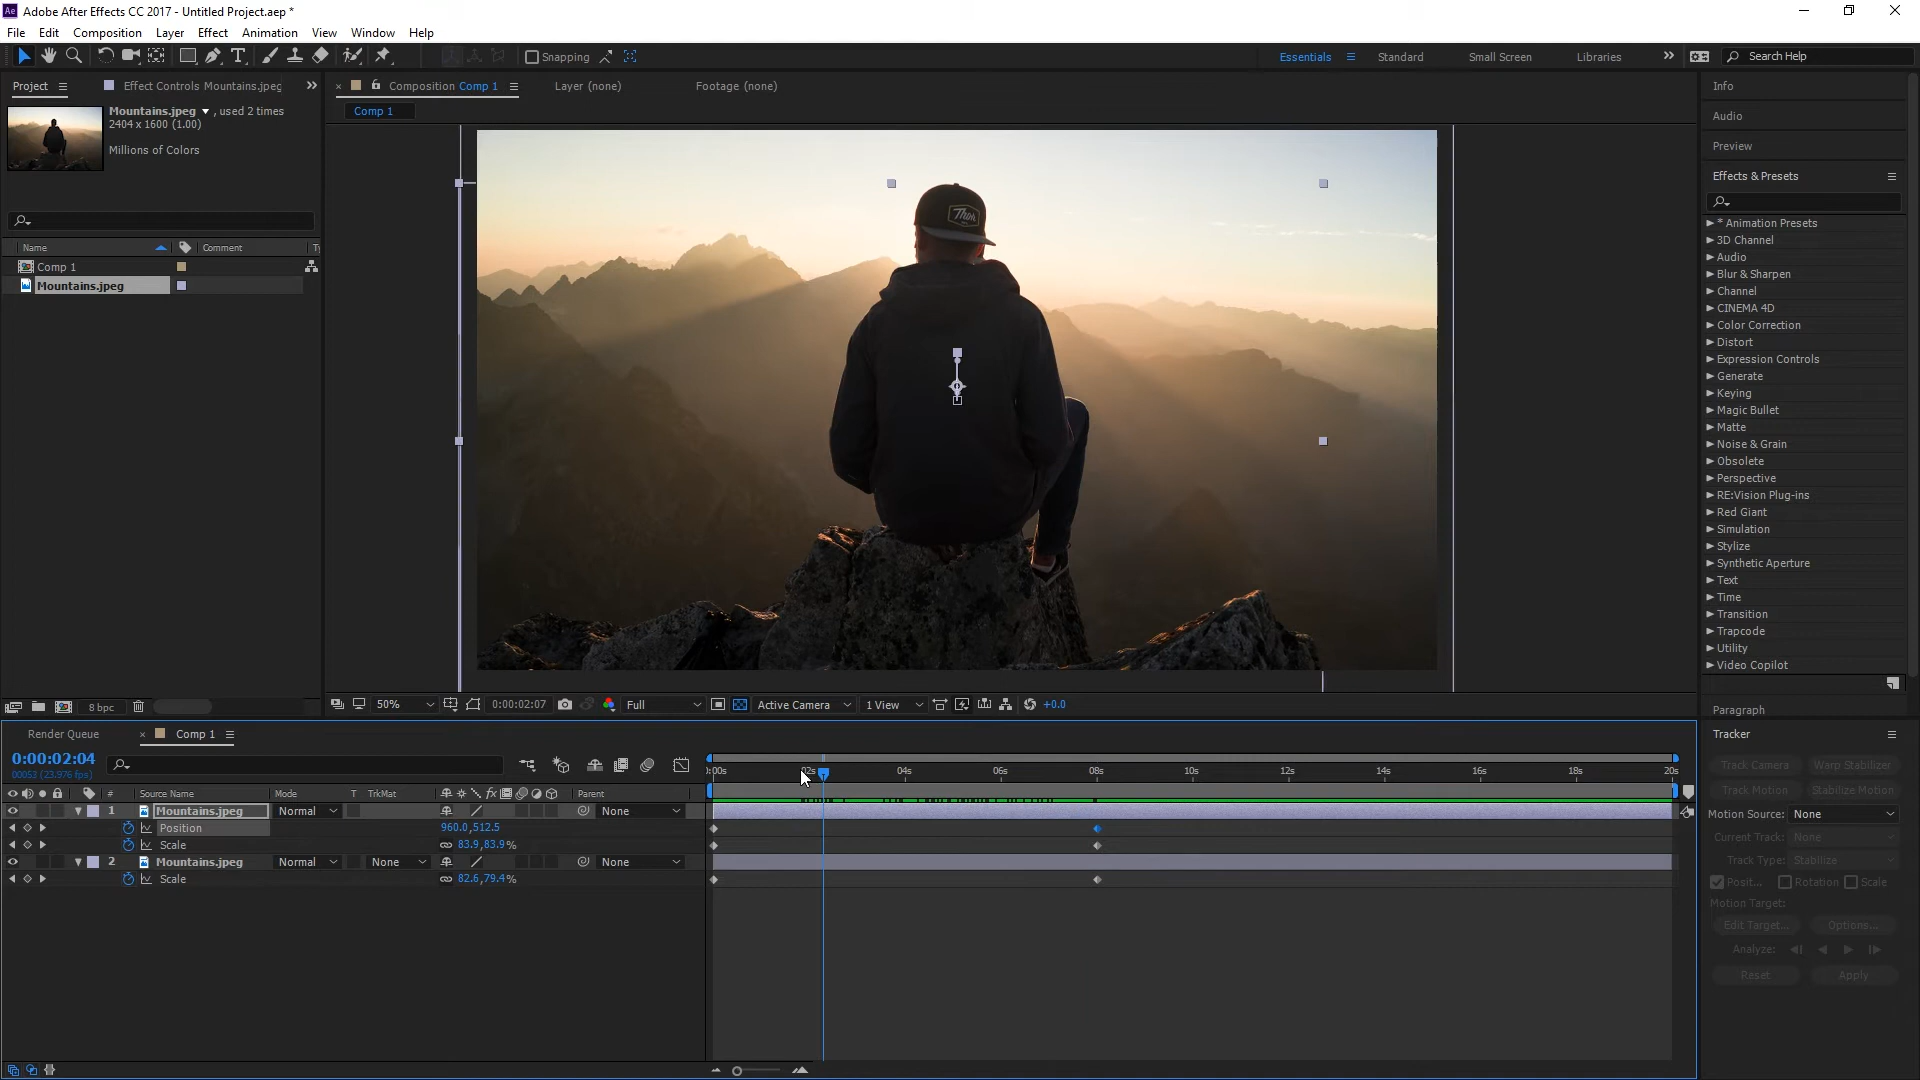 Ae Adobe After Effects CC 2017 - Untitled Project.aep *
File Edit Composition Layer Effect Animation View Window Help
T Snapping Essentials Standard Small Screen Libraries » Search Help
Project Effect Controls Mountains.jpeg »
× Composition Comp 1 Layer (none) Footage (none)
Comp 1
Mountains.jpeg , used 2 times
2404 x 1600 (1.00)
Millions of Colors
Name Comment Ty
Comp 1
Mountains.jpeg
8 bpc
50% 0:00:02:07 Full Active Camera 1 View +0.0
Info
Audio
Preview
Effects & Presets
* Animation Presets
3D Channel
Audio
Blur & Sharpen
Channel
CINEMA 4D
Color Correction
Distort
Expression Controls
Generate
Keying
Magic Bullet
Matte
Noise & Grain
Obsolete
Perspective
RE:Vision Plug-ins
Red Giant
Simulation
Stylize
Synthetic Aperture
Text
Time
Transition
Trapcode
Utility
Video Copilot
Paragraph
Render Queue × Comp 1
0:00:02:04
00053 (23.976 fps)
):00s 02s 04s 06s 08s 10s 12s 14s 16s 18s 20s
# Source Name Mode T TrkMat fx Parent
1 Mountains.jpeg Normal None
Position 960.0,512.5
Scale 83.9,83.9%
2 Mountains.jpeg Normal None None
Scale 82.6,79.4%
Tracker
Track Camera Warp Stabilizer
Track Motion Stabilize Motion
Motion Source: None
Current Track: None
Track Type: Stabilize
Posit... Rotation Scale
Motion Target:
Edit Target... Options...
Analyze:
Reset Apply